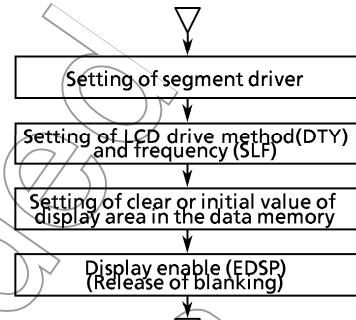 Setting of segment driver
Setting of LCD drive method(DTY)
and frequency (SLF)
Setting of clear or initial value of
display area in the data memory
Display enable (EDSP)
(Release of blanking)